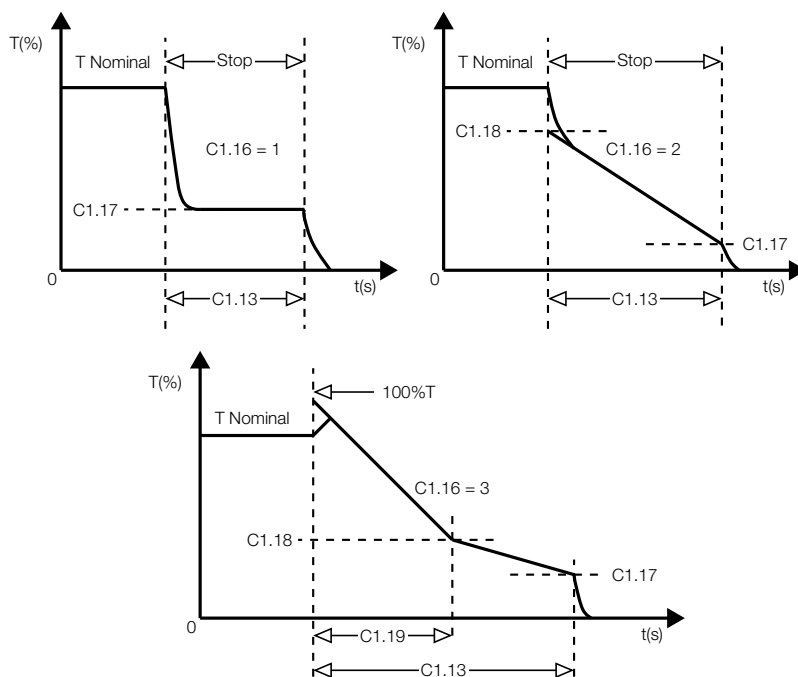 T(%)
T Nominal
Stop
C1.16 = 1
C1.17
0
t(s)
C1.13
T(%)
T Nominal
Stop
C1.18
C1.16 = 2
C1.17
0
t(s)
C1.13
T(%)
100%T
T Nominal
C1.16 = 3
C1.18
C1.17
0
t(s)
C1.19
C1.13